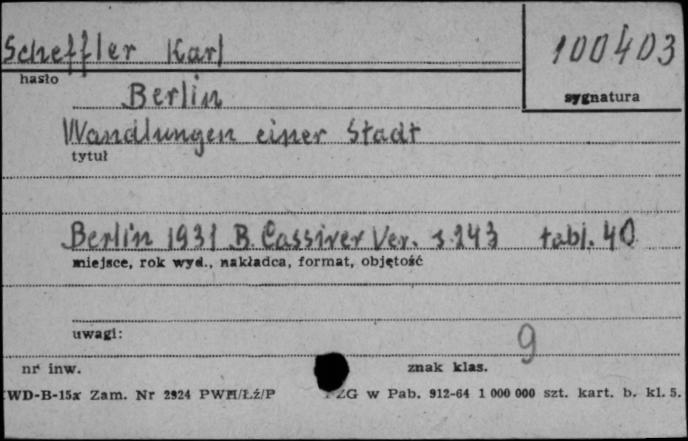 Scheffler Karl
100403
hasło
Berlin
sygnatura
Wandlungen einer Stadt
tytuł
Berlin 1931 B. Cassirer Ver. s. 243 tabl. 40
miejsce, rok wyd., nakładca, format, objętość
uwagi:
9
nr inw.
znak klas.
WD-B-15x Zam. Nr 2924 PWH/Łź/P ZG w Pab. 912-64 1 000 000 szt. kart. b. kl. 5.